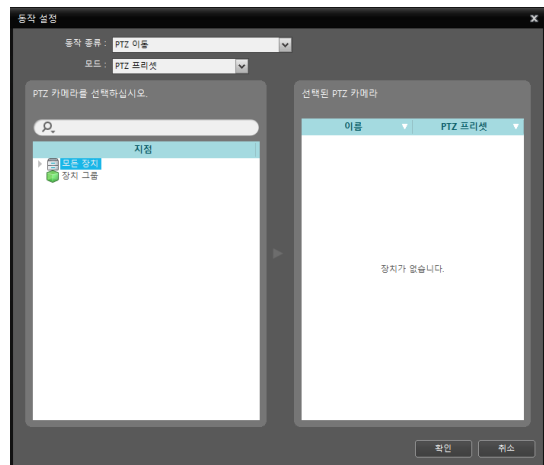 동작 설정
동작 종류 : PTZ 이동
모드 : PTZ 프리셋
PTZ 카메라를 선택하십시오.
지점
모든 장치
장치 그룹
선택된 PTZ 카메라
이름 PTZ 프리셋
장치가 없습니다.
확인 취소